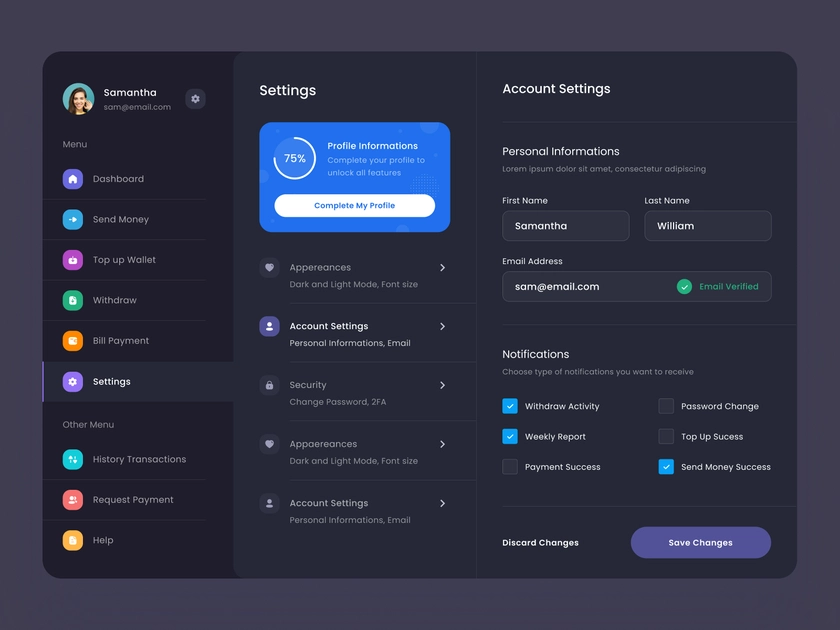 Samantha
sam@email.com
Menu
Dashboard
Send Money
Top up Wallet
Withdraw
Bill Payment
Settings
Other Menu
History Transactions
Request Payment
Help
Settings
75%
Profile Informations
Complete your profile to
unlock all features
Complete My Profile
Appereances
Dark and Light Mode, Font size
Account Settings
Personal Informations, Email
Security
Change Password, 2FA
Appaereances
Dark and Light Mode, Font size
Account Settings
Personal Informations, Email
Account Settings
Personal Informations
Lorem ipsum dolor sit amet, consectetur adipiscing
First Name
Last Name
Samantha
William
Email Address
sam@email.com
Email Verified
Notifications
Choose type of notifications you want to receive
Withdraw Activity
Password Change
Weekly Report
Top Up Sucess
Payment Success
Send Money Success
Discard Changes
Save Changes